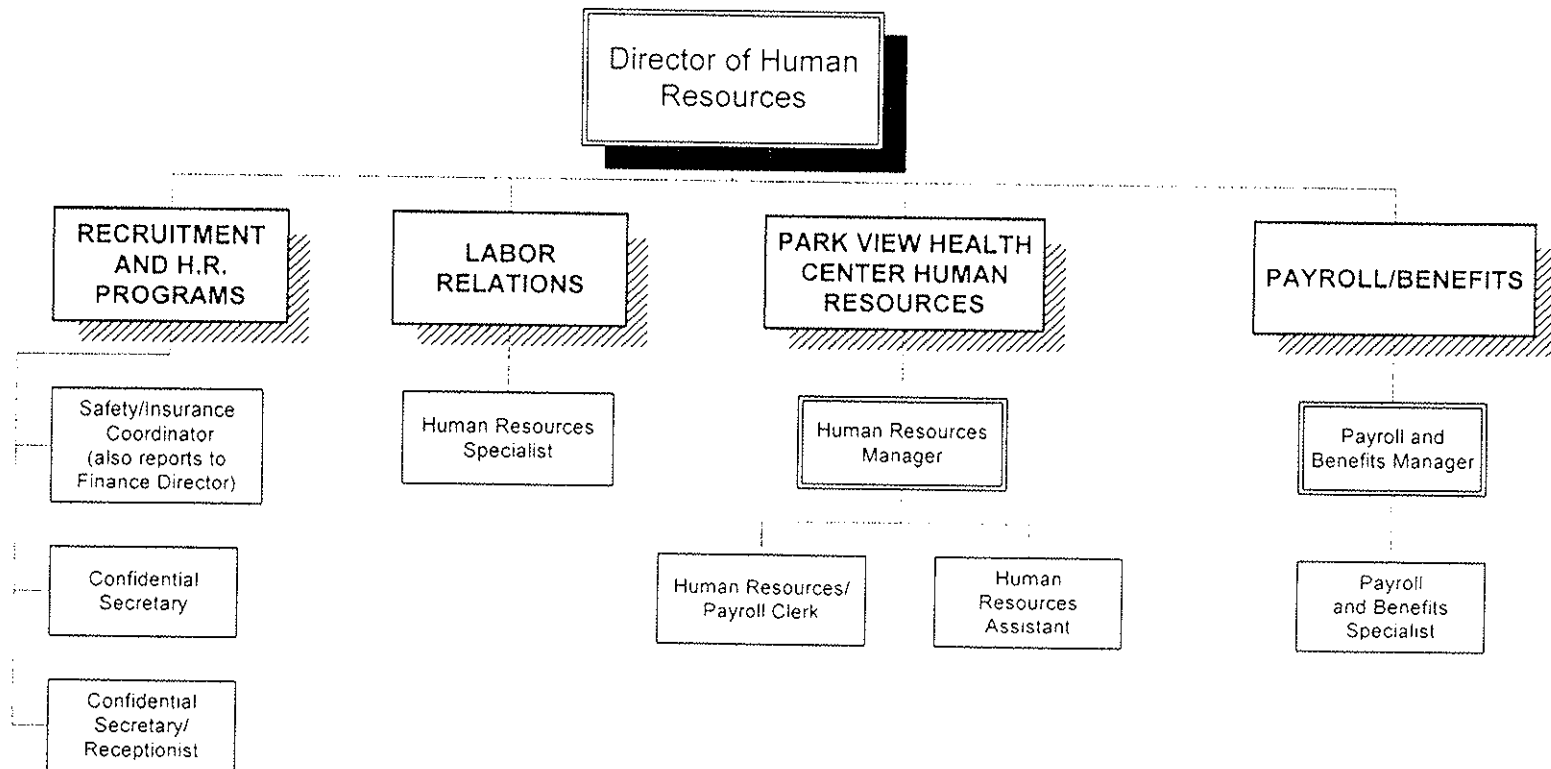 Director of Human
Resources
RECRUITMENT
AND H.R.
PROGRAMS
LABOR
RELATIONS
PARK VIEW HEALTH
CENTER HUMAN
RESOURCES
PAYROLL/BENEFITS
Safety/Insurance
Coordinator
(also reports to
Finance Director)
Human Resources
Specialist
Human Resources
Manager
Payroll and
Benefits Manager
Confidential
Secretary
Human Resources/
Payroll Clerk
Human
Resources
Assistant
Payroll
and Benefits
Specialist
Confidential
Secretary/
Receptionist